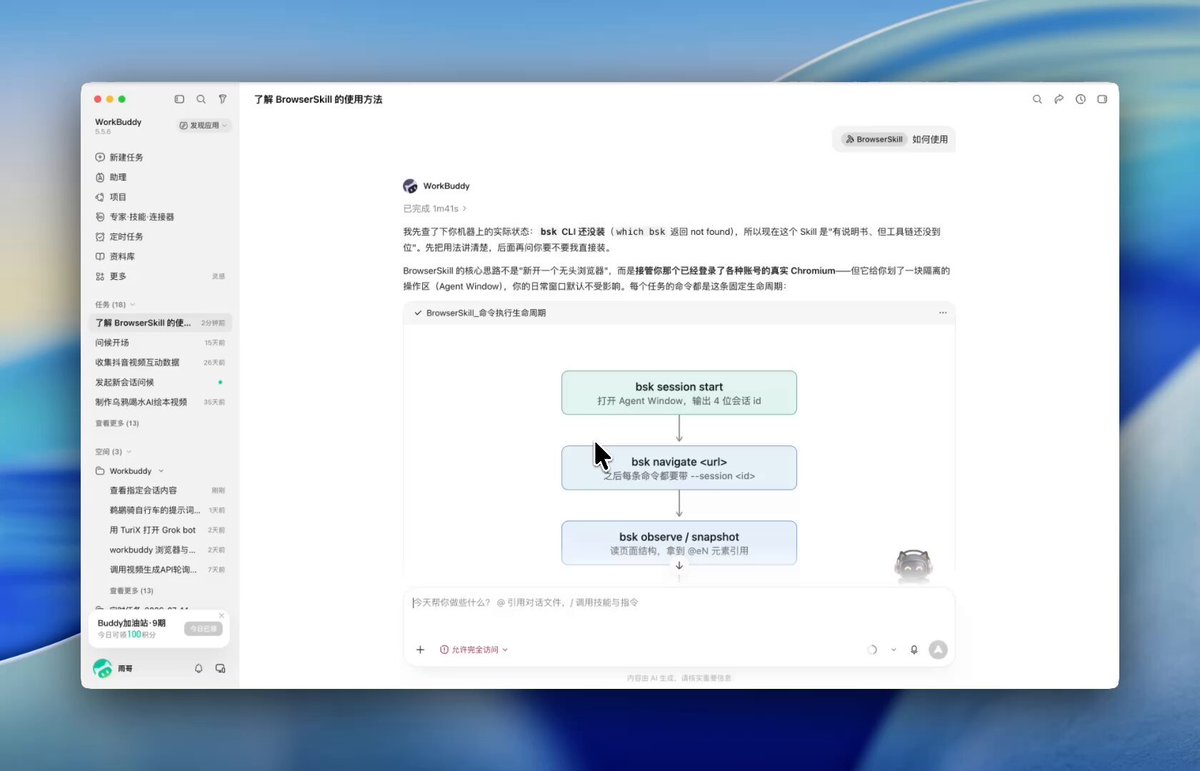 了解 BrowserSkill 的使用方法
WorkBuddy
5.5.6
发现应用
新建任务
助理
项目
专家·技能·连接器
定时任务
资料库
更多
灵感
任务 (18)
了解 BrowserSkill 的使... 2分钟前
问候开场 15天前
收集抖音视频互动数据 26天前
发起新会话问候
制作乌鸦喝水AI绘本视频 35天前
查看更多 (13)
空间 (3)
Workbuddy
查看指定会话内容 刚刚
鹈鹕骑自行车的提示词... 1天前
用 TuriX 打开 Grok bot 2天前
workbuddy 浏览器与... 2天前
调用视频生成API轮询... 7天前
查看更多 (13)
Buddy加油站·9期
今日可领100积分
今日已领
雨哥
BrowserSkill 如何使用
WorkBuddy
已完成 1m41s >
我先查了下你机器上的实际状态：bsk CLI 还没装（which bsk 返回 not found），所以现在这个 Skill 是"有说明书、但工具链还没到
位"。先把用法讲清楚，后面再问你要不要我直接装。
BrowserSkill 的核心思路不是"新开一个无头浏览器"，而是接管你那个已经登录了各种账号的真实 Chromium——但它给你划了一块隔离的
操作区（Agent Window），你的日常窗口默认不受影响。每个任务的命令都是这条固定生命周期：
BrowserSkill_命令执行生命周期
bsk session start
打开 Agent Window，输出 4 位会话 id
bsk navigate <url>
之后每条命令都要带 --session <id>
bsk observe / snapshot
读页面结构，拿到 @eN 元素引用
今天帮你做些什么？ @ 引用对话文件，/ 调用技能与指令
允许完全访问
内容由 AI 生成，请核实重要信息